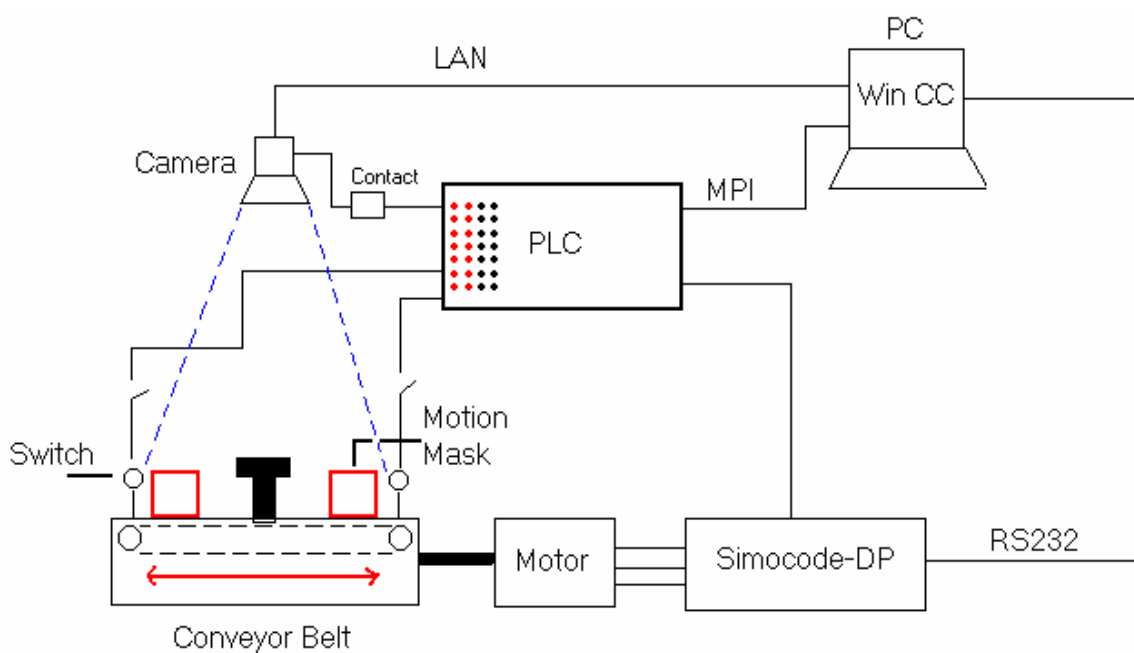 PC
LAN
Win CC
Camera
Contact
MPI
PLC
Motion
Mask
Switch
RS232
Motor
Simocode-DP
Conveyor Belt